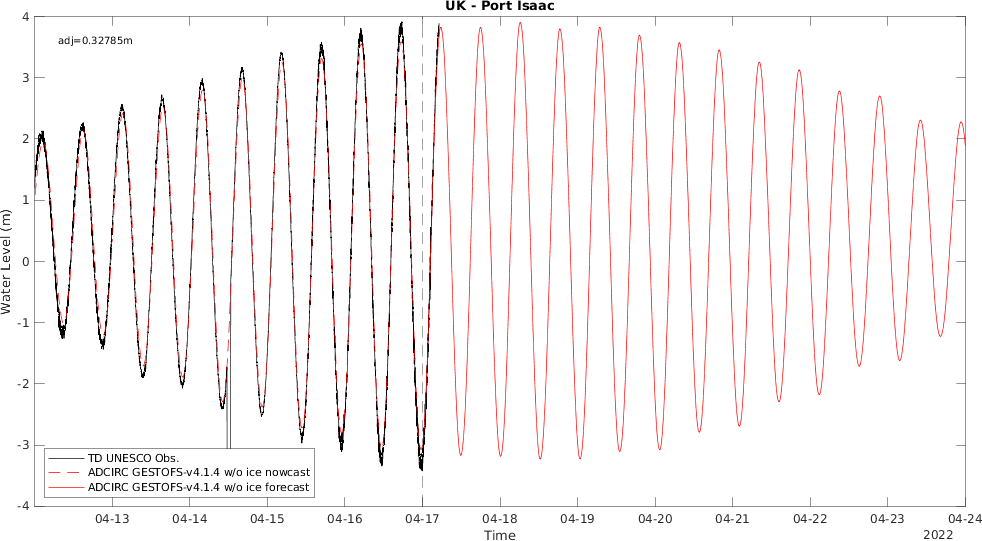 UK - Port Isaac
adj=0.32785m
4
3
2
1
0
-1
-2
-3
-4
Water Level (m)
TD UNESCO Obs.
ADCIRC GESTOFS-v4.1.4 w/o ice nowcast
ADCIRC GESTOFS-v4.1.4 w/o ice forecast
04-13 04-14 04-15 04-16 04-17 04-18 04-19 04-20 04-21 04-22 04-23 04-24
Time
2022